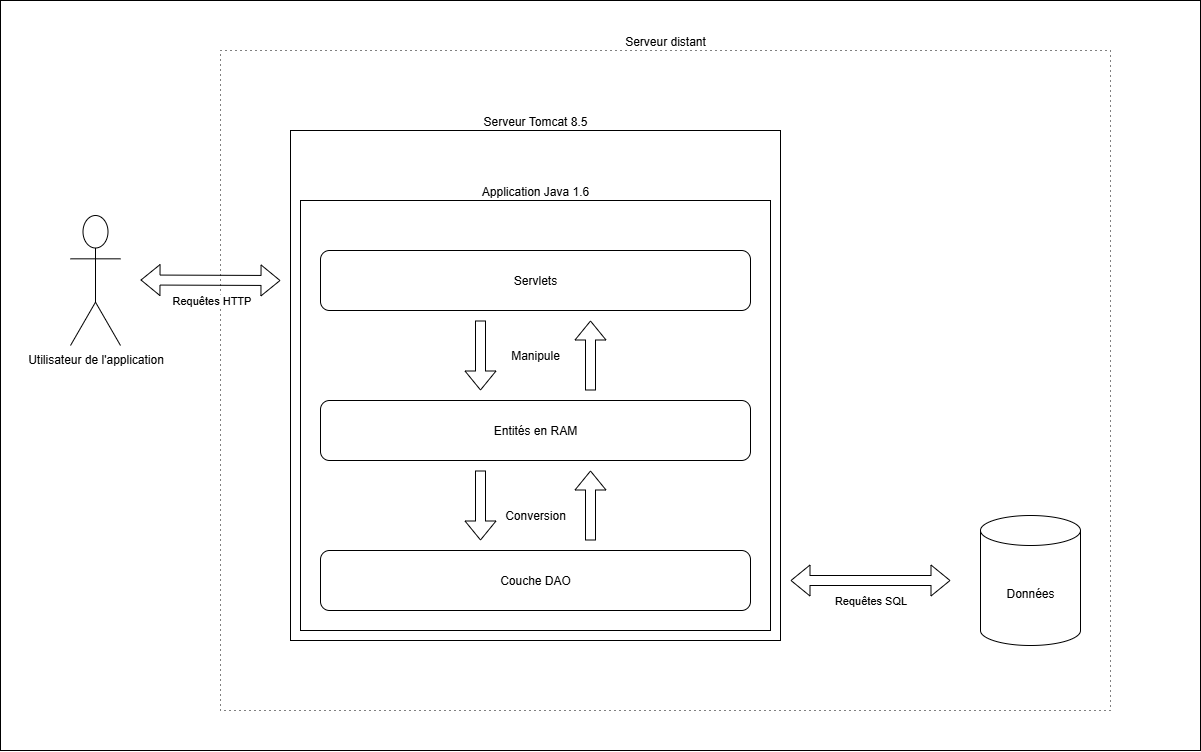 Serveur distant
Serveur Tomcat 8.5
Application Java 1.6
Servlets
Requêtes HTTP
Manipule
Utilisateur de l'application
Entités en RAM
Conversion
Couche DAO
Données
Requêtes SQL